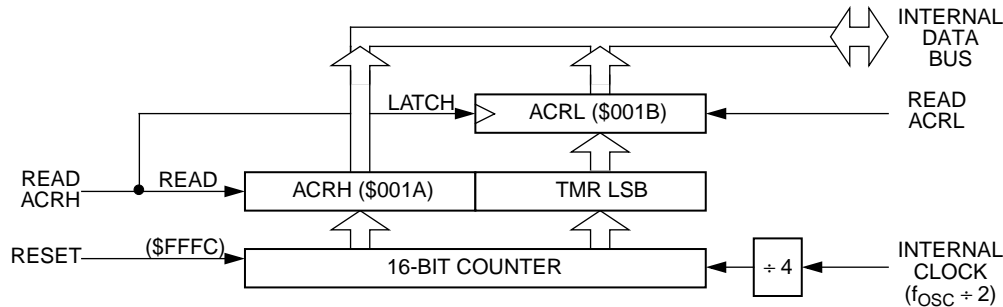 INTERNAL
DATA
BUS
LATCH
ACRL ($001B)
READ
ACRL
READ
ACRH
READ
ACRH ($001A)
TMR LSB
RESET
($FFFC)
16-BIT COUNTER
÷ 4
INTERNAL
CLOCK
(fOSC ÷ 2)